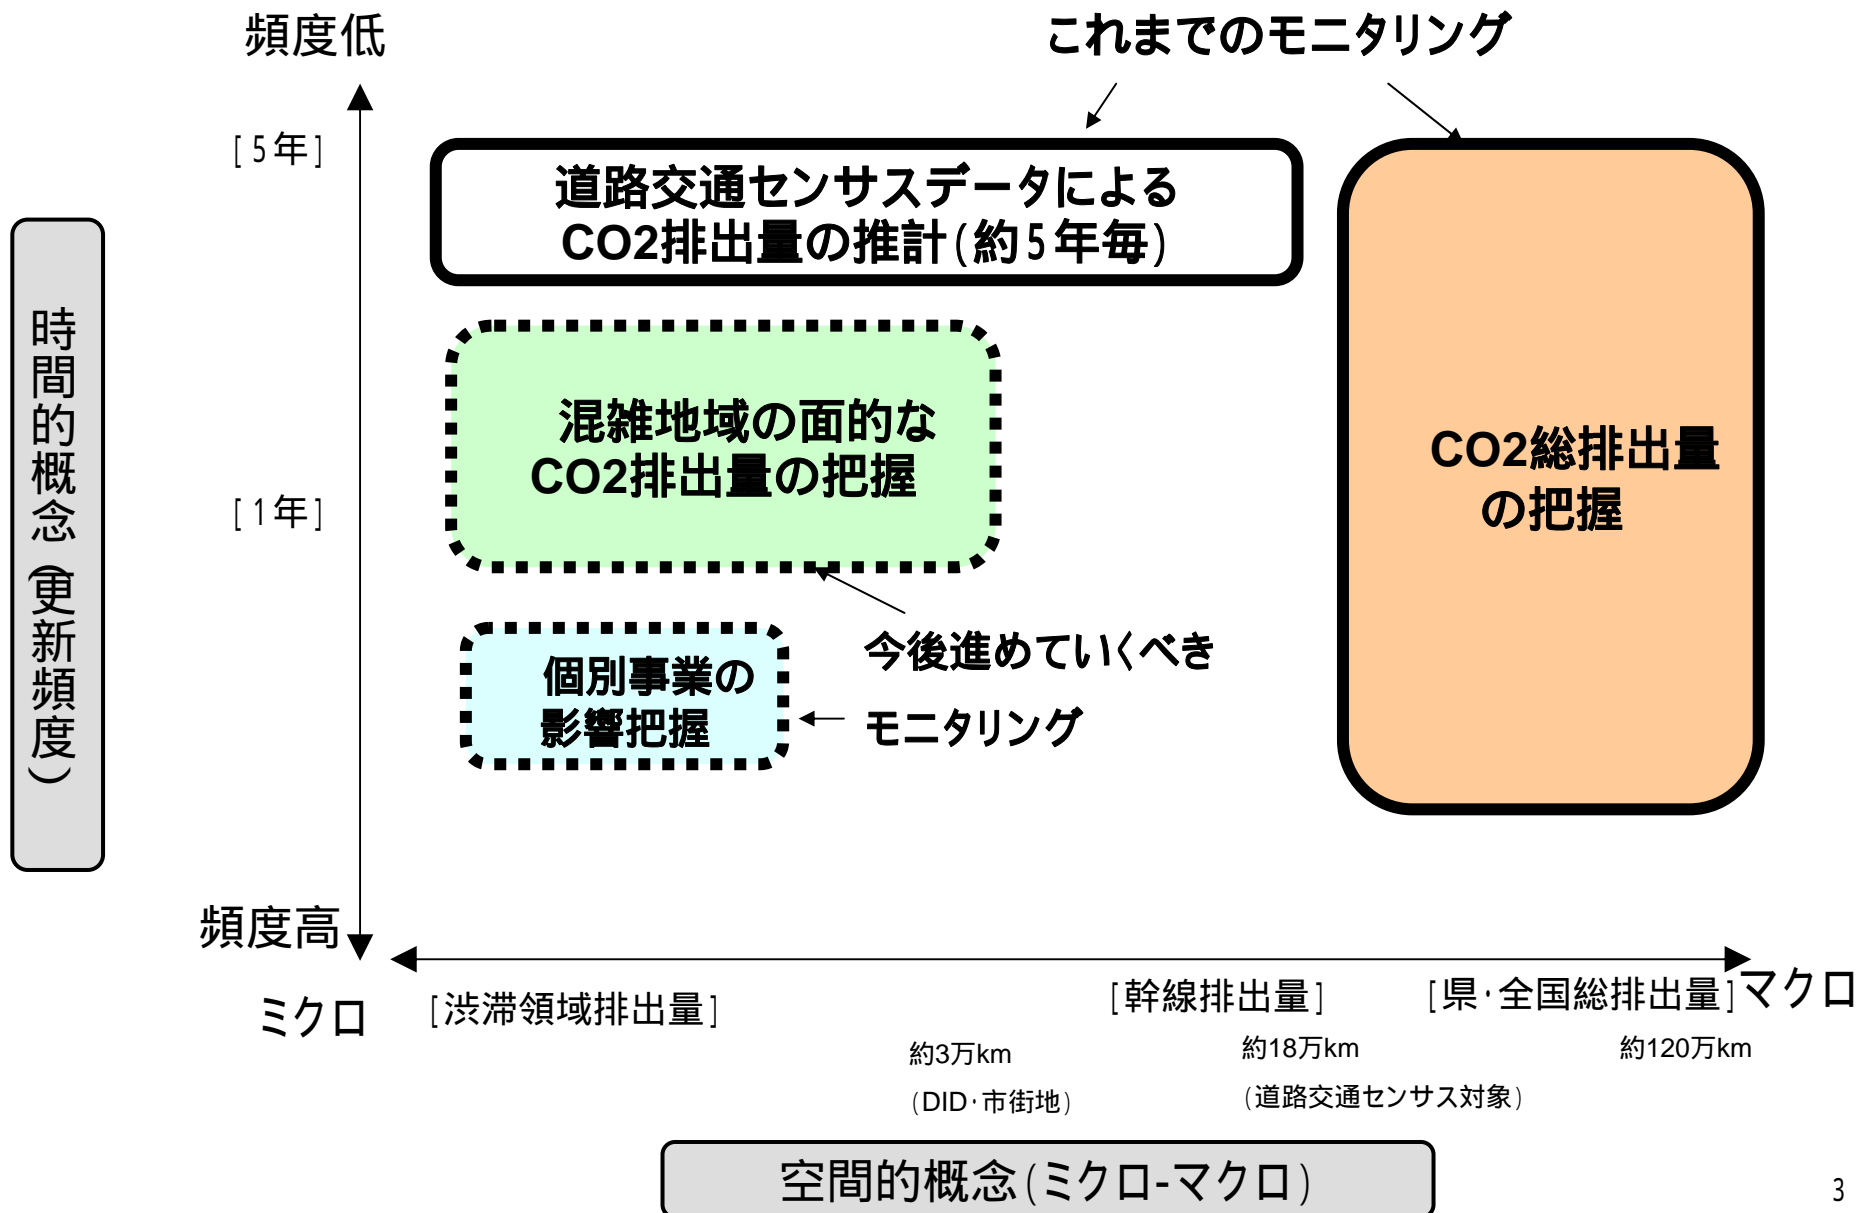 頻度低
これまでのモニタリング
[5年]
道路交通センサスデータによる
CO2排出量の推計(約5年毎)
時間的概念(更新頻度)
混雑地域の面的な
CO2排出量の把握
CO2総排出量
の把握
[1年]
今後進めていくべき
モニタリング
個別事業の
影響把握
頻度高
ミクロ
マクロ
[渋滞領域排出量]
[幹線排出量]
[県・全国総排出量]
約3万km
(DID・市街地)
約18万km
(道路交通センサス対象)
約120万km
空間的概念(ミクロ-マクロ)
3